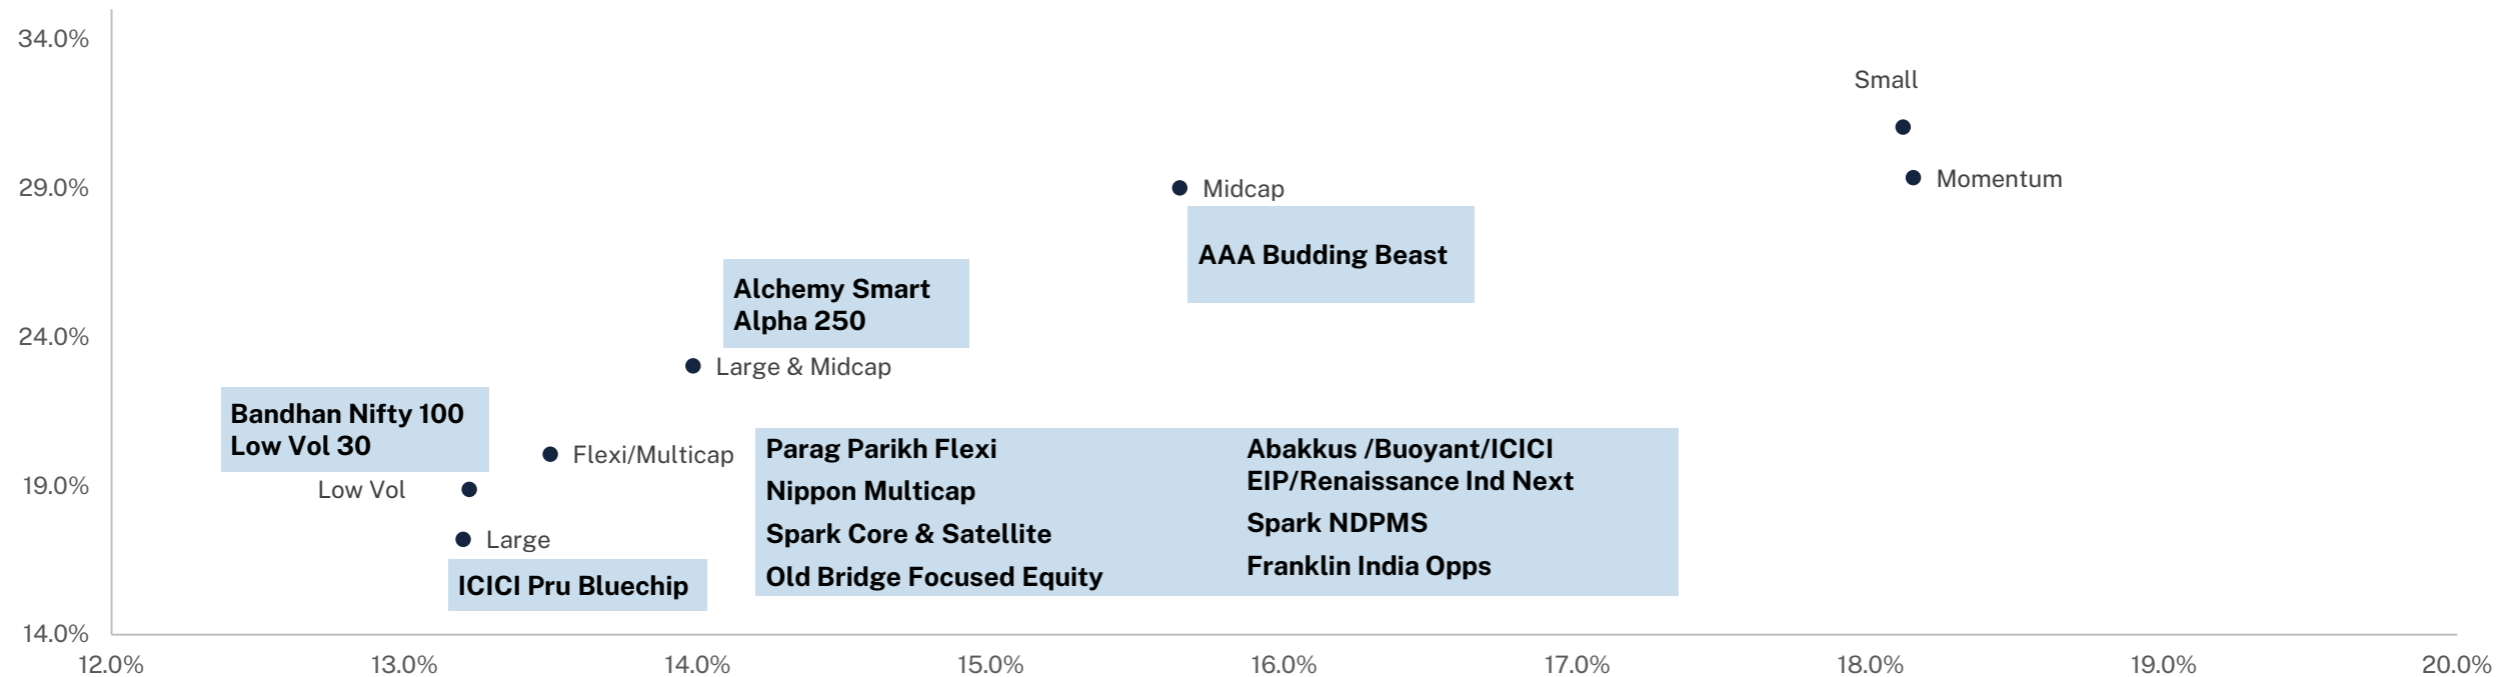 34.0%
Small
29.0%
Midcap
Momentum
AAA Budding Beast
Alchemy Smart
Alpha 250
24.0%
Large & Midcap
Bandhan Nifty 100
Low Vol 30
Flexi/Multicap
Parag Parikh Flexi
Nippon Multicap
Spark Core & Satellite
Old Bridge Focused Equity
Abakkus /Buoyant/ICICI
EIP/Renaissance Ind Next
Spark NDPMS
Franklin India Opps
19.0%
Low Vol
Large
ICICI Pru Bluechip
14.0%
12.0%
13.0%
14.0%
15.0%
16.0%
17.0%
18.0%
19.0%
20.0%